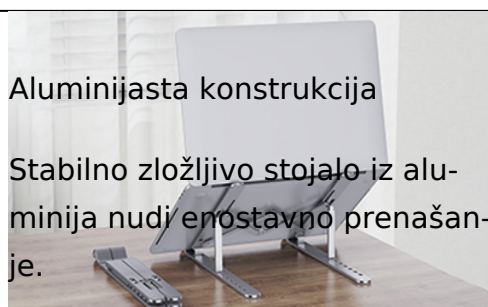 Aluminijasta konstrukcija
Stabilno zložljivo stojalo iz alu-
minija nudi enostavno prenašan-
je.